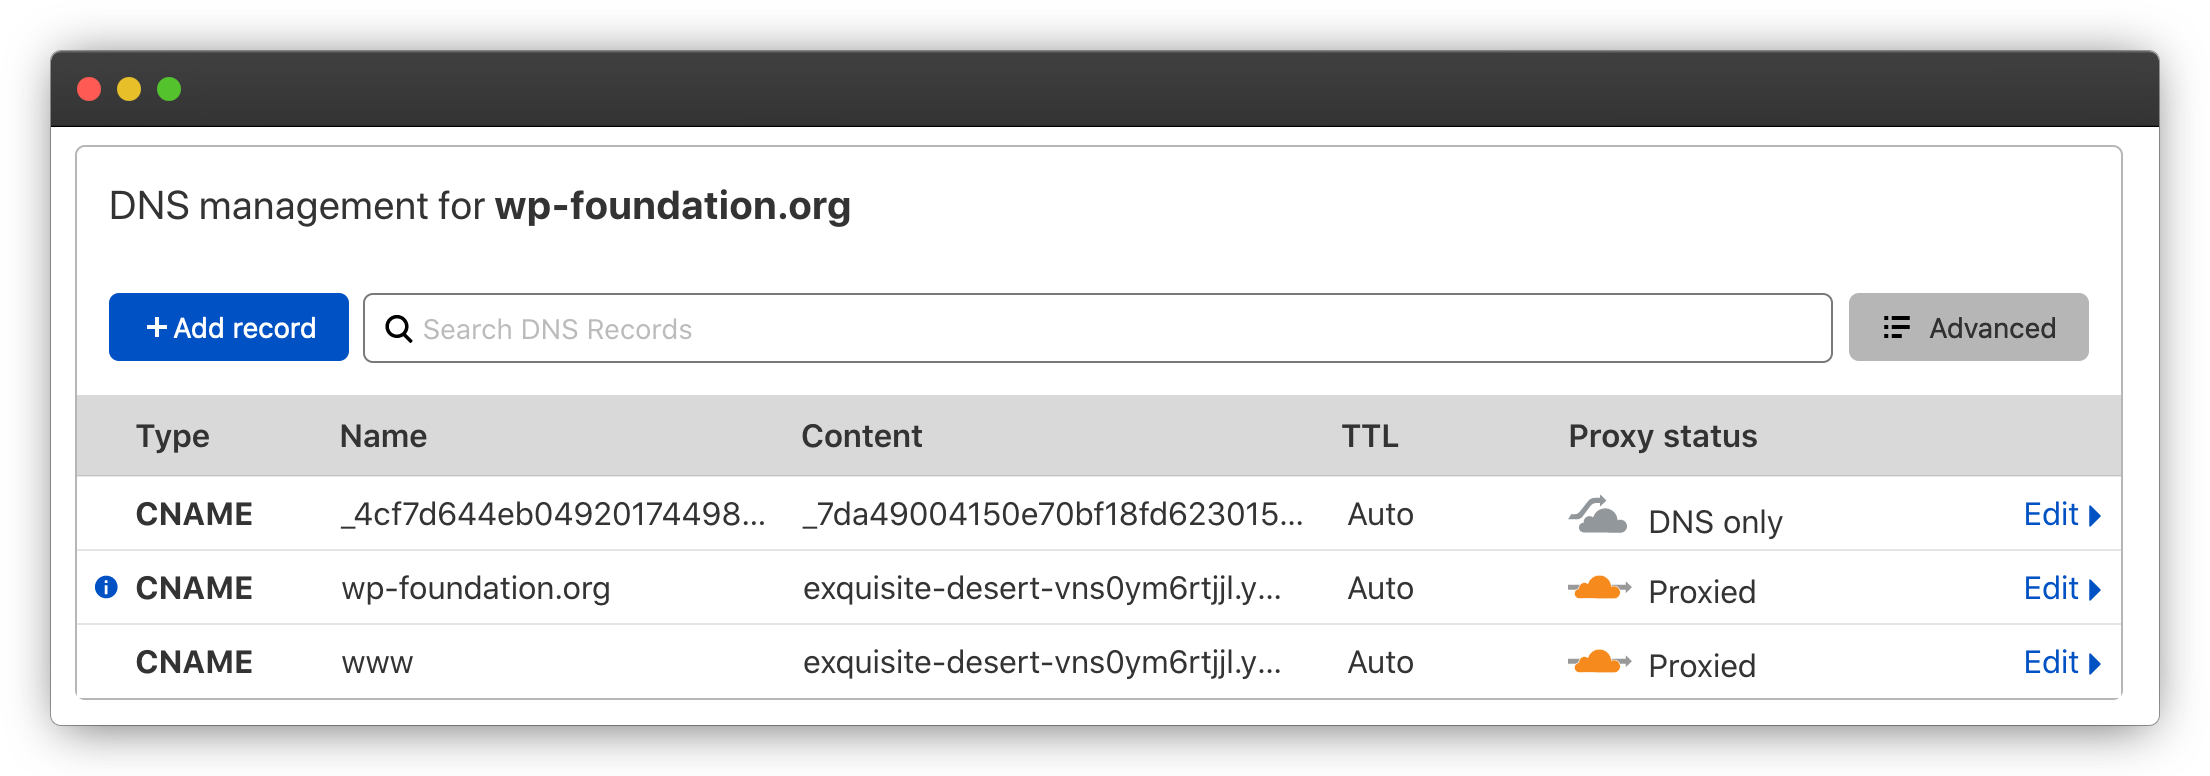 DNS management for wp-foundation.org
+ Add record
Search DNS Records
Advanced
Type Name Content TTL Proxy status
CNAME _4cf7d644eb04920174498... _7da49004150e70bf18fd623015... Auto DNS only Edit
CNAME wp-foundation.org exquisite-desert-vns0ym6rtjjl.y... Auto Proxied Edit
CNAME www exquisite-desert-vns0ym6rtjjl.y... Auto Proxied Edit